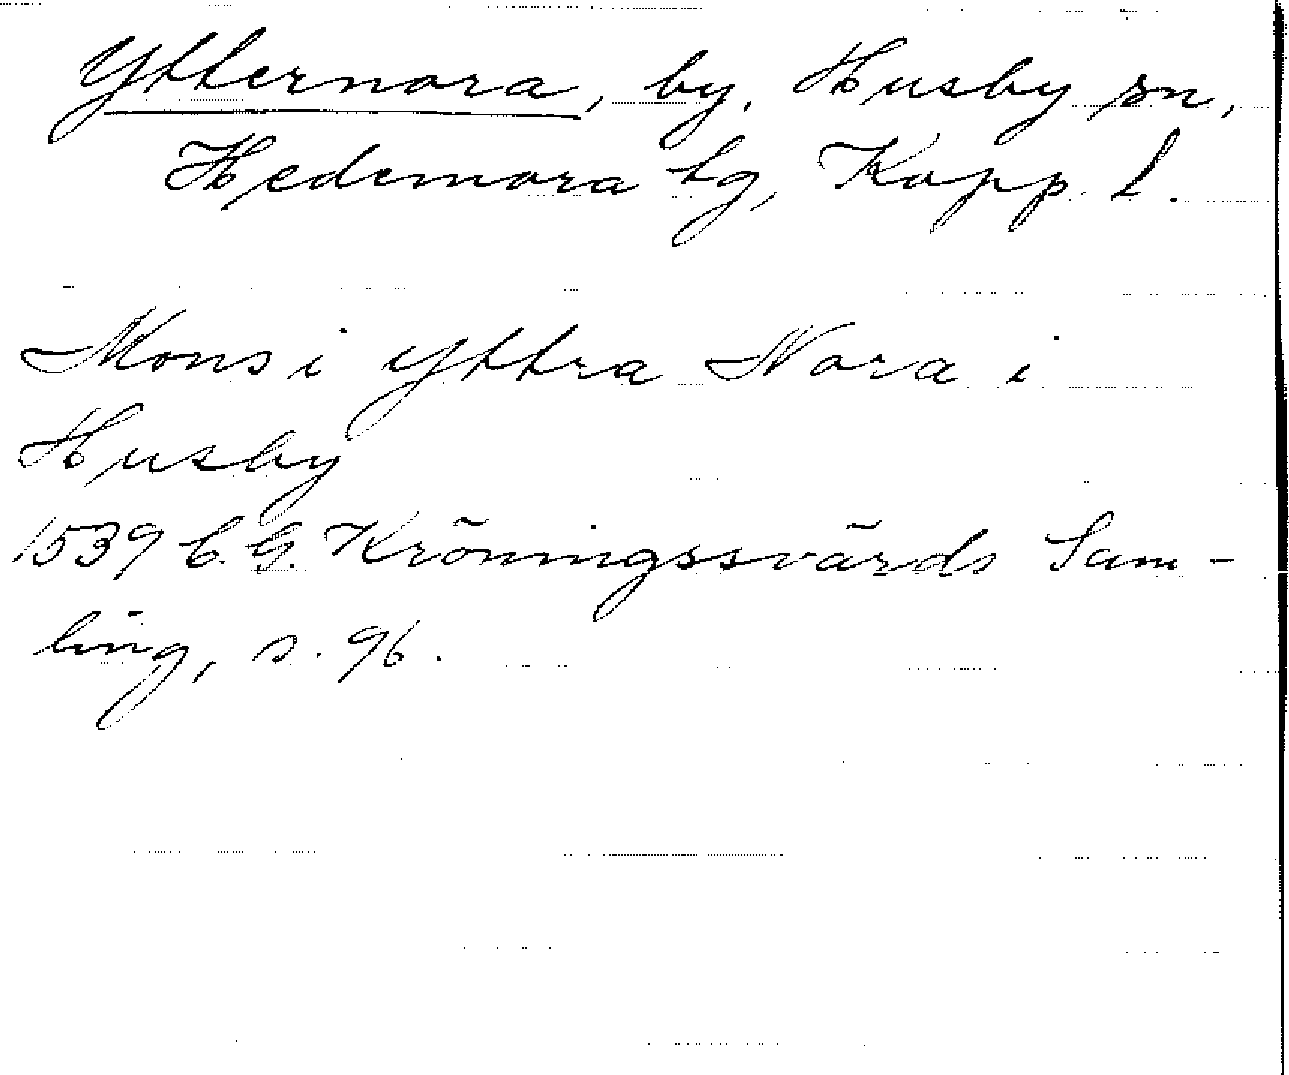 Ytternora, by, Husby sn,
Hedemora tg, Kopp. l.
Mons i Yttra Nora i
Husby
1539 C. G. Kröningssvärds Sam-
ling, s. 96.